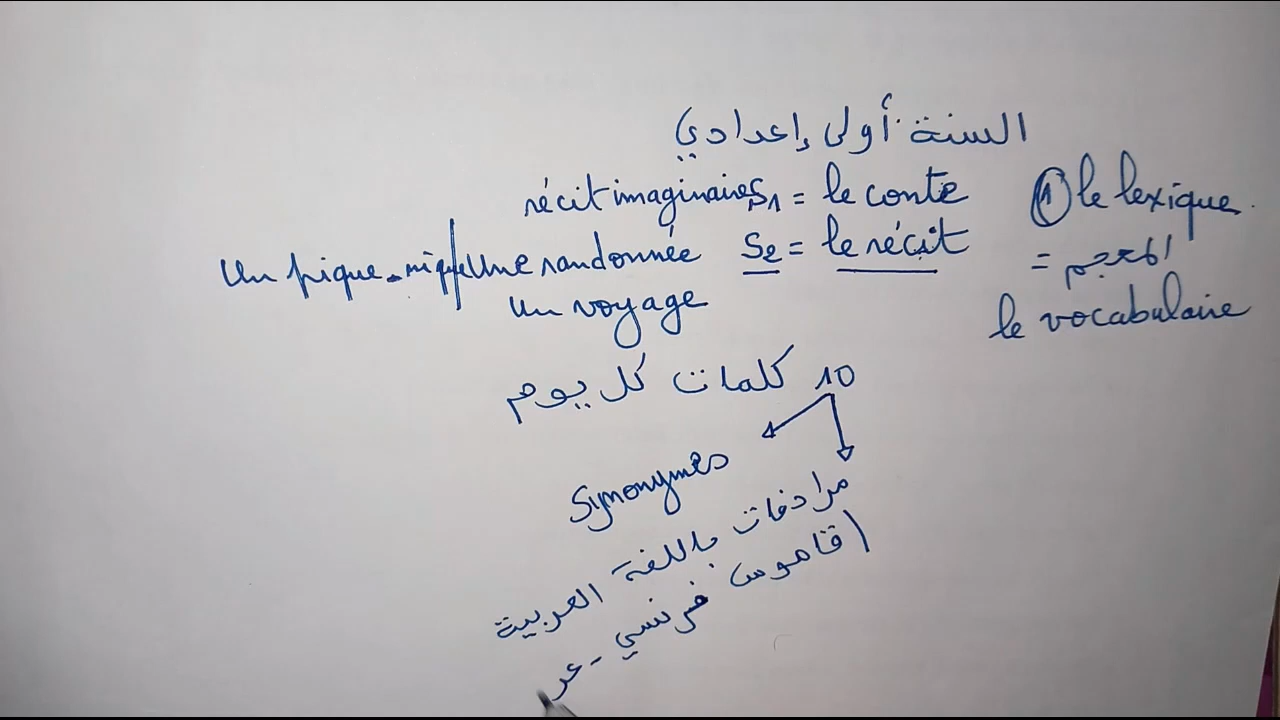 السنة أولى إعدادي
récit imaginaire S1 = le conte
① le lexique.
Un pique-nique/Une randonnée S2 = le récit
= المعجم
Un voyage
le vocabulaire
10 كلمات كل يوم
Synonymes
مرادفات باللغة العربية
(قاموس فرنسي - عر